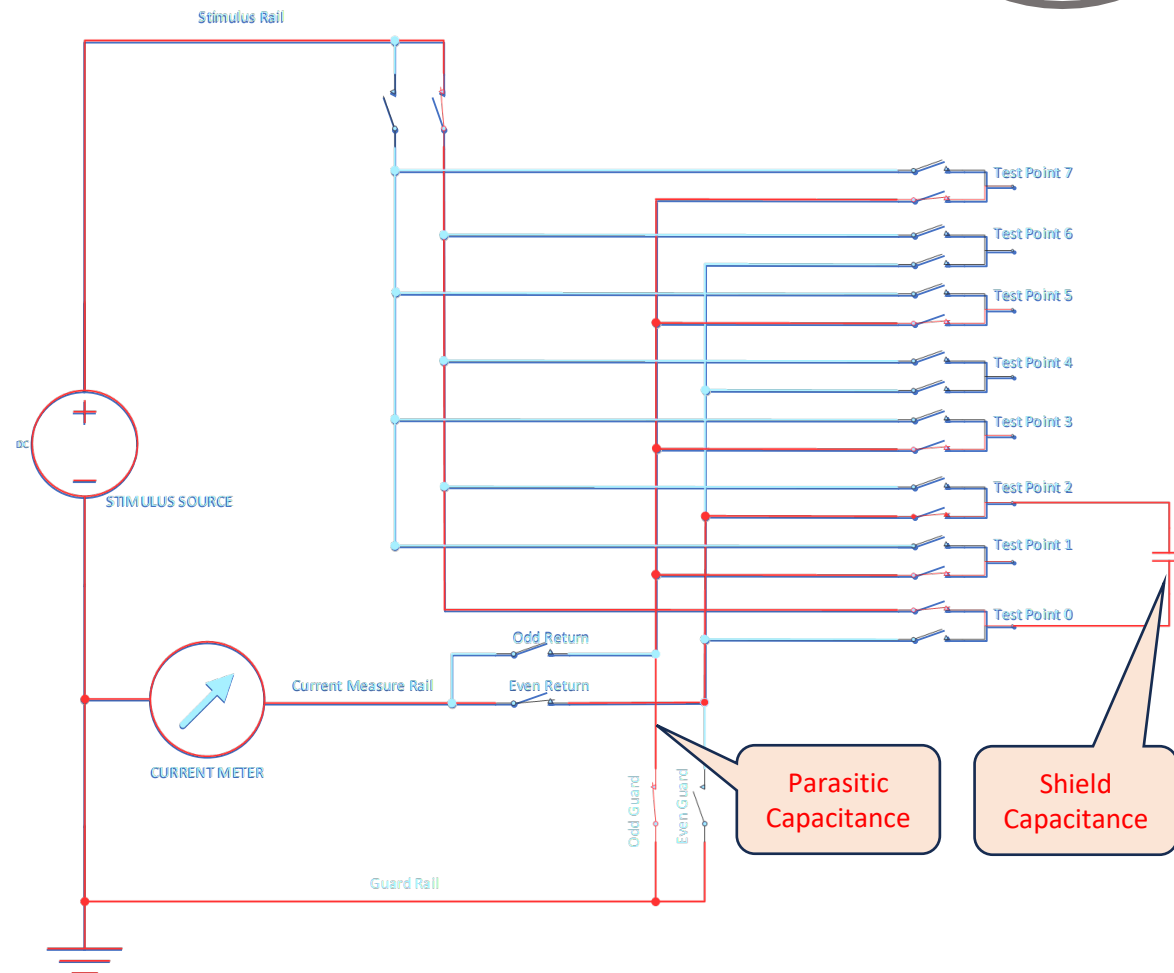 Stimulus Rail
Test Point 7
Test Point 6
Test Point 5
Test Point 4
Test Point 3
DC
+
−
STIMULUS SOURCE
Test Point 2
Test Point 1
Test Point 0
Odd Return
Current Measure Rail
Even Return
CURRENT METER
Odd Guard
Even Guard
Parasitic
Capacitance
Shield
Capacitance
Guard Rail